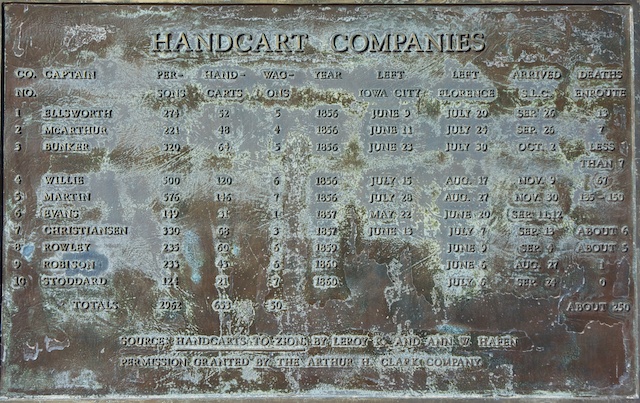 HANDCART COMPANIES
CO. CAPTAIN PER- HAND- WAG- YEAR LEFT LEFT ARRIVED DEATHS
NO. SONS CARTS ONS IOWA CITY FLORENCE S.L.C. ENROUTE
1 ELLSWORTH 274 52 5 1856 JUNE 9 JULY 20 SEP. 26 13
2 McARTHUR 221 48 4 1856 JUNE 11 JULY 24 SEP. 26 7
3 BUNKER 320 64 5 1856 JUNE 23 JULY 30 OCT. 2 LESS
THAN 7
4 WILLIE 500 120 6 1856 JULY 15 AUG. 17 NOV. 9 67
5 MARTIN 576 146 7 1856 JULY 28 AUG. 27 NOV. 30 135-150
6 EVANS 149 31 1 1857 MAY 22 JUNE 20 SEP. 11,12
7 CHRISTIANSEN 330 68 3 1857 JUNE 13 JULY 7 SEP. 13 ABOUT 6
8 ROWLEY 235 60 6 1859 JUNE 9 SEP. 4 ABOUT 5
9 ROBISON 233 43 6 1860 JUNE 6 AUG. 27 1
10 STODDARD 124 21 7 1860 JULY 6 SEP. 24 0
TOTALS 2962 653 50 ABOUT 250
SOURCE: HANDCARTS TO ZION, BY LEROY R. AND ANN W. HAFEN
PERMISSION GRANTED BY THE ARTHUR H. CLARK COMPANY